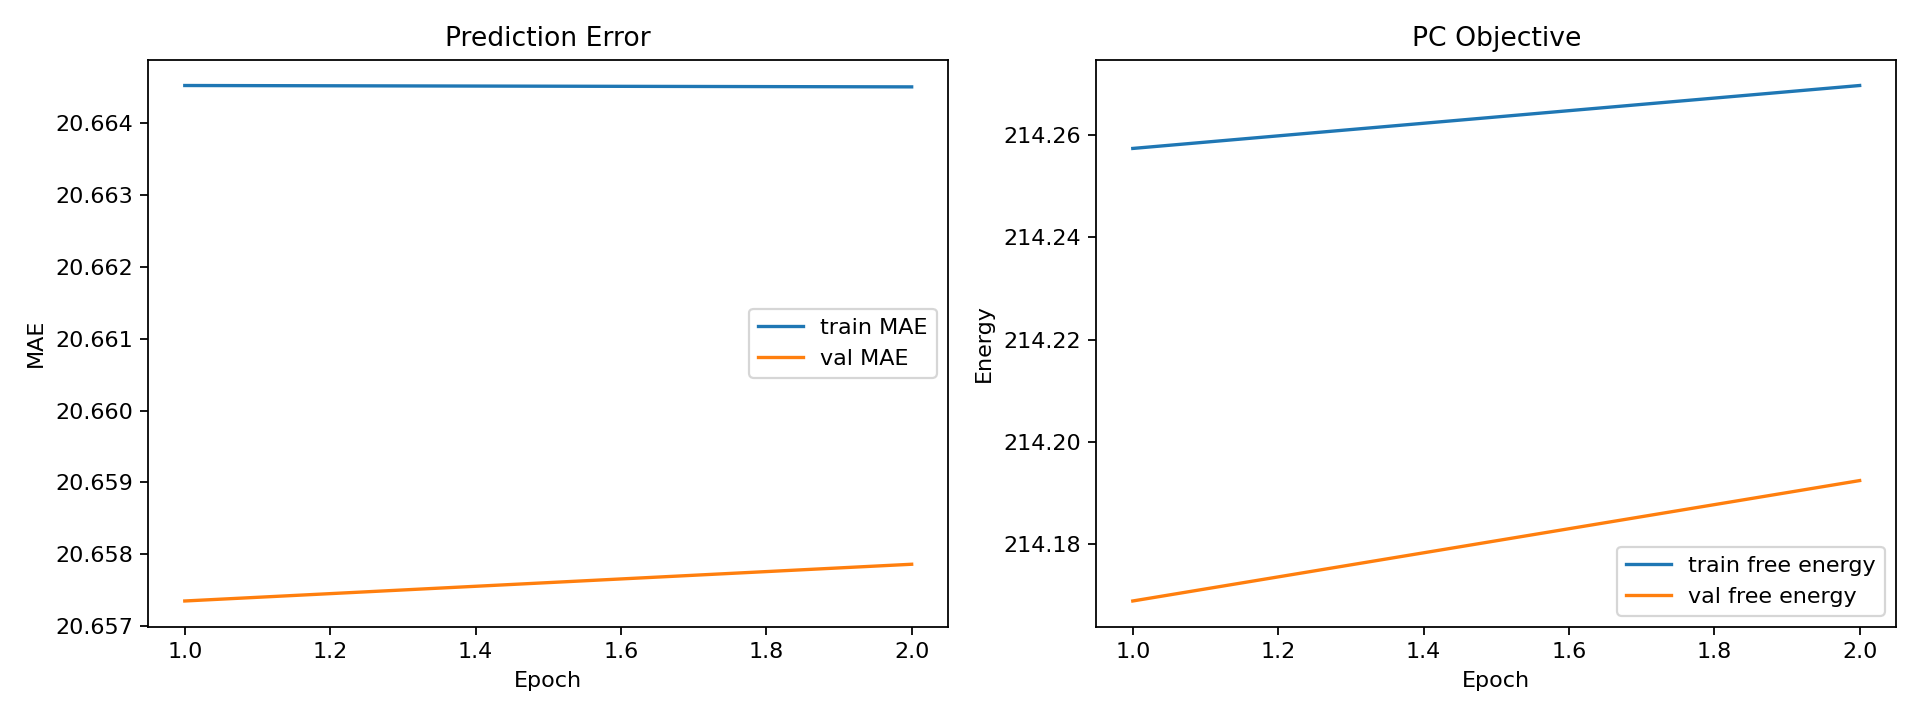 Prediction Error
MAE
20.664
20.663
20.662
20.661
20.660
20.659
20.658
20.657
train MAE
val MAE
1.0 1.2 1.4 1.6 1.8 2.0
Epoch
PC Objective
Energy
214.26
214.24
214.22
214.20
214.18
train free energy
val free energy
1.0 1.2 1.4 1.6 1.8 2.0
Epoch